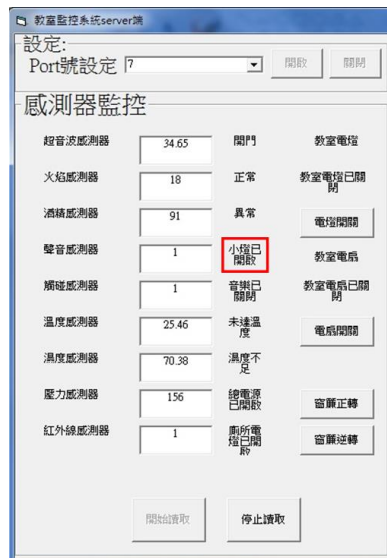 教室監控系統server端
設定:
Port號設定 7 開啟 關閉
感測器監控
超音波感測器 34.65 開門 教室電燈
火焰感測器 18 正常 教室電燈已關
閉
酒精感測器 91 異常 電燈開關
聲音感測器 1 小燈已
開啟 教室電扇
觸碰感測器 1 音樂已
關閉 教室電扇已關
閉
溫度感測器 25.46 未達溫
度 電扇開關
濕度感測器 70.38 濕度不
足
壓力感測器 156 總電源
已開啟 窗簾正轉
紅外線感測器 1 廁所電
燈已開
啟 窗簾逆轉
開始讀取 停止讀取